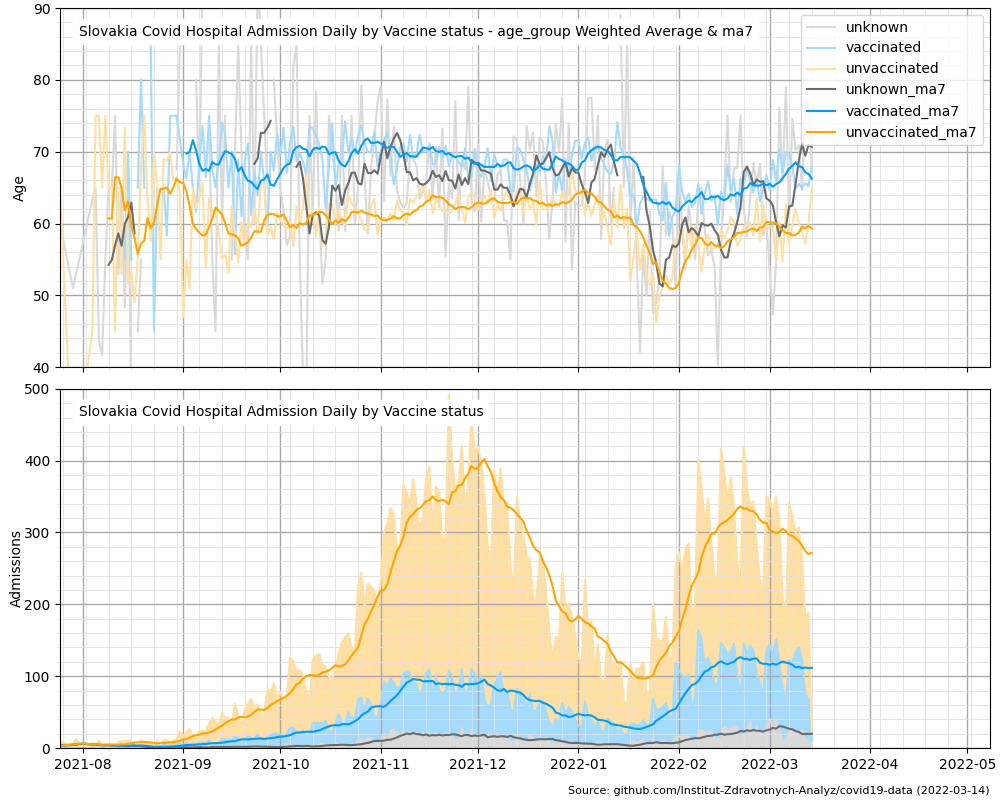 Slovakia Covid Hospital Admission Daily by Vaccine status - age_group Weighted Average & ma7
unknown
vaccinated
unvaccinated
unknown_ma7
vaccinated_ma7
unvaccinated_ma7
90
80
70
60
50
40
Age
Slovakia Covid Hospital Admission Daily by Vaccine status
500
400
300
200
100
0
Admissions
2021-08 2021-09 2021-10 2021-11 2021-12 2022-01 2022-02 2022-03 2022-04 2022-05
Source: github.com/Institut-Zdravotnych-Analyz/covid19-data (2022-03-14)